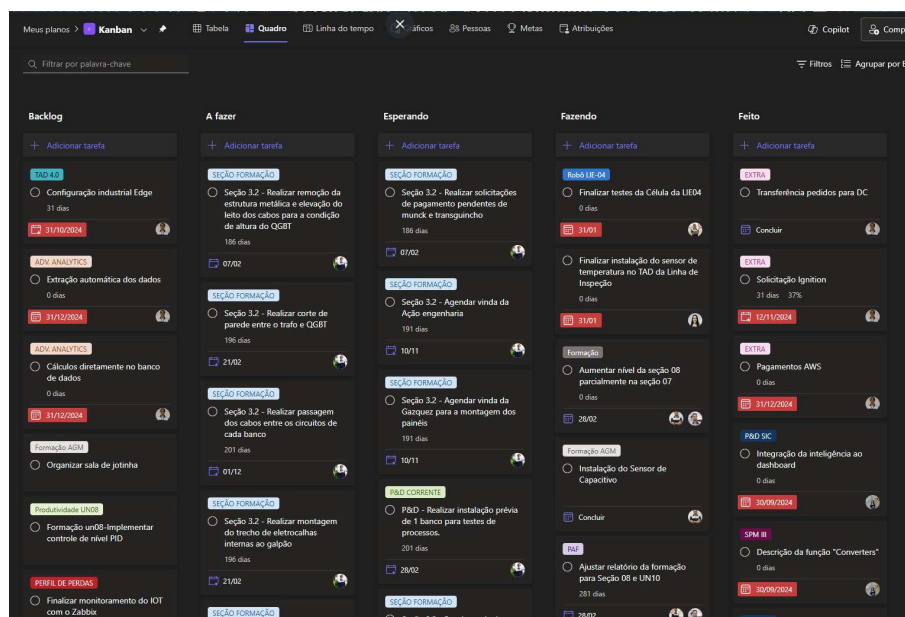 Meus planos > Kanban
Tabela
Quadro
Linha do tempo
áficos
Pessoas
Metas
Atribuições
Copilot
Comp
Filtrar por palavra-chave
Filtros
Agrupar por B
Backlog
+ Adicionar tarefa
TAD 4.0
Configuração industrial Edge
31 dias
31/10/2024
ADV. ANALYTICS
Extração automática dos dados
0 dias
31/12/2024
ADV. ANALYTICS
Cálculos diretamente no banco
de dados
0 dias
31/12/2024
Formação AGM
Organizar sala de jotinha
Produtividade UN08
Formação un08-Implementar
controle de nível PID
PERFIL DE PERDAS
Finalizar monitoramento do IOT
com o Zabbix
A fazer
+ Adicionar tarefa
SEÇÃO FORMAÇÃO
Seção 3.2 - Realizar remoção da
estrutura metálica e elevação do
leito dos cabos para a condição
de altura do QGBT
186 dias
07/02
SEÇÃO FORMAÇÃO
Seção 3.2 - Realizar corte de
parede entre o trafo e QGBT
196 dias
21/02
SEÇÃO FORMAÇÃO
Seção 3.2 - Realizar passagem
dos cabos entre os circuitos de
cada banco
201 dias
01/12
SEÇÃO FORMAÇÃO
Seção 3.2 - Realizar montagem
do trecho de eletrocalhas
internas ao galpão
196 dias
21/02
SEÇÃO FORMAÇÃO
Esperando
+ Adicionar tarefa
SEÇÃO FORMAÇÃO
Seção 3.2 - Realizar solicitações
de pagamento pendentes de
munck e transguincho
186 dias
07/02
SEÇÃO FORMAÇÃO
Seção 3.2 - Agendar vinda da
Ação engenharia
191 dias
10/11
SEÇÃO FORMAÇÃO
Seção 3.2 - Agendar vinda da
Gazquez para a montagem dos
painéis
191 dias
10/11
P&D CORRENTE
P&D - Realizar instalação prévia
de 1 banco para testes de
processos.
201 dias
28/02
SEÇÃO FORMAÇÃO
Fazendo
+ Adicionar tarefa
Robô LIE-04
Finalizar testes da Célula da LIE04
0 dias
31/01
Finalizar instalação do sensor de
temperatura no TAD da Linha de
Inspeção
0 dias
31/01
Formação
Aumentar nível da seção 08
parcialmente na seção 07
0 dias
28/02
Formação AGM
Instalação do Sensor de
Capacitivo
Concluir
PAF
Ajustar relatório da formação
para Seção 08 e UN10
281 dias
28/02
Feito
+ Adicionar tarefa
EXTRA
Transferência pedidos para DC
Concluir
EXTRA
Solicitação Ignition
31 dias 37%
12/11/2024
EXTRA
Pagamentos AWS
0 dias
31/12/2024
P&D SIC
Integração da inteligência ao
dashboard
0 dias
30/09/2024
SPM III
Descrição da função "Converters"
0 dias
30/09/2024